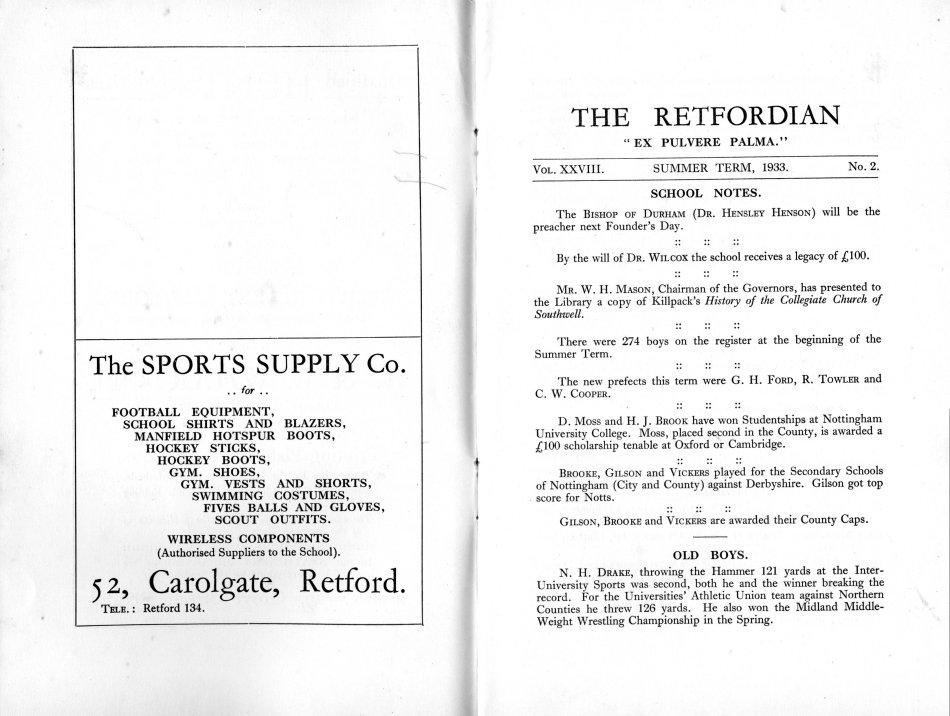 The SPORTS SUPPLY Co.
. . for . .
FOOTBALL EQUIPMENT,
SCHOOL SHIRTS AND BLAZERS,
MANFIELD HOTSPUR BOOTS,
HOCKEY STICKS,
HOCKEY BOOTS,
GYM. SHOES,
GYM. VESTS AND SHORTS,
SWIMMING COSTUMES,
FIVES BALLS AND GLOVES,
SCOUT OUTFITS.
WIRELESS COMPONENTS
(Authorised Suppliers to the School).
52, Carolgate, Retford.
TELE. : Retford 134.
THE RETFORDIAN
“ EX PULVERE PALMA.”
VOL. XXVIII. SUMMER TERM, 1933. No. 2.
SCHOOL NOTES.
The BISHOP OF DURHAM (DR. HENSLEY HENSON) will be the
preacher next Founder's Day.
:: :: ::
By the will of DR. WILCOX the school receives a legacy of £100.
:: :: ::
MR. W. H. MASON, Chairman of the Governors, has presented to
the Library a copy of Killpack's History of the Collegiate Church of
Southwell.
:: :: ::
There were 274 boys on the register at the beginning of the
Summer Term.
:: :: ::
The new prefects this term were G. H. FORD, R. TOWLER and
C. W. COOPER.
:: :: ::
D. MOSS and H. J. BROOK have won Studentships at Nottingham
University College. Moss, placed second in the County, is awarded a
£100 scholarship tenable at Oxford or Cambridge.
:: :: ::
BROOKE, GILSON and VICKERS played for the Secondary Schools
of Nottingham (City and County) against Derbyshire. Gilson got top
score for Notts.
:: :: ::
GILSON, BROOKE and VICKERS are awarded their County Caps.
OLD BOYS.
N. H. DRAKE, throwing the Hammer 121 yards at the Inter-
University Sports was second, both he and the winner breaking the
record. For the Universities' Athletic Union team against Northern
Counties he threw 126 yards. He also won the Midland Middle-
Weight Wrestling Championship in the Spring.